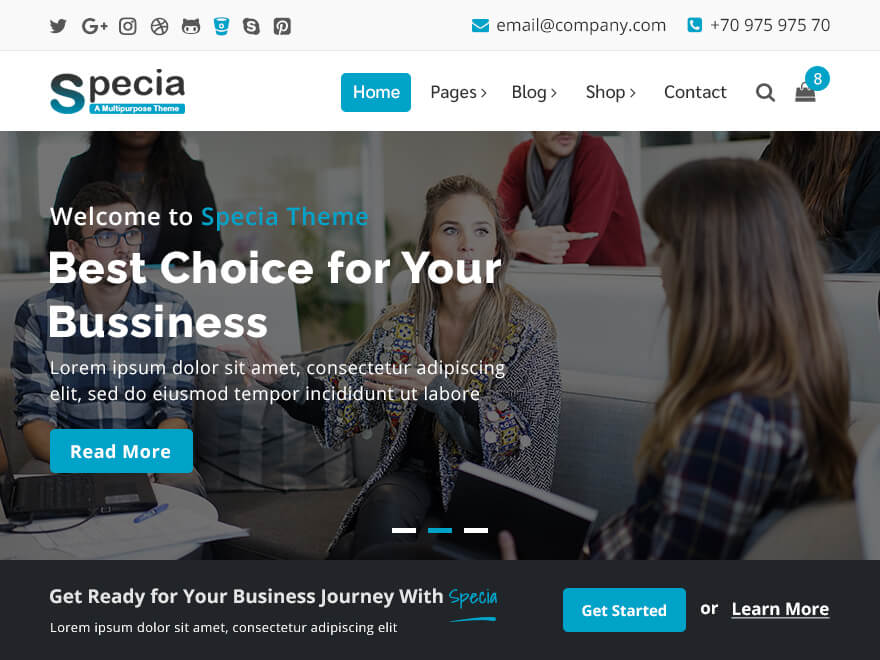 email@company.com +70 975 975 70
Specia
A Multipurpose Theme
Home Pages Blog Shop Contact 8
Welcome to Specia Theme
Best Choice for Your
Bussiness
Lorem ipsum dolor sit amet, consectetur adipiscing
elit, sed do eiusmod tempor incididunt ut labore
Read More
Get Ready for Your Business Journey With Specia
Lorem ipsum dolor sit amet, consectetur adipiscing elit
Get Started or Learn More